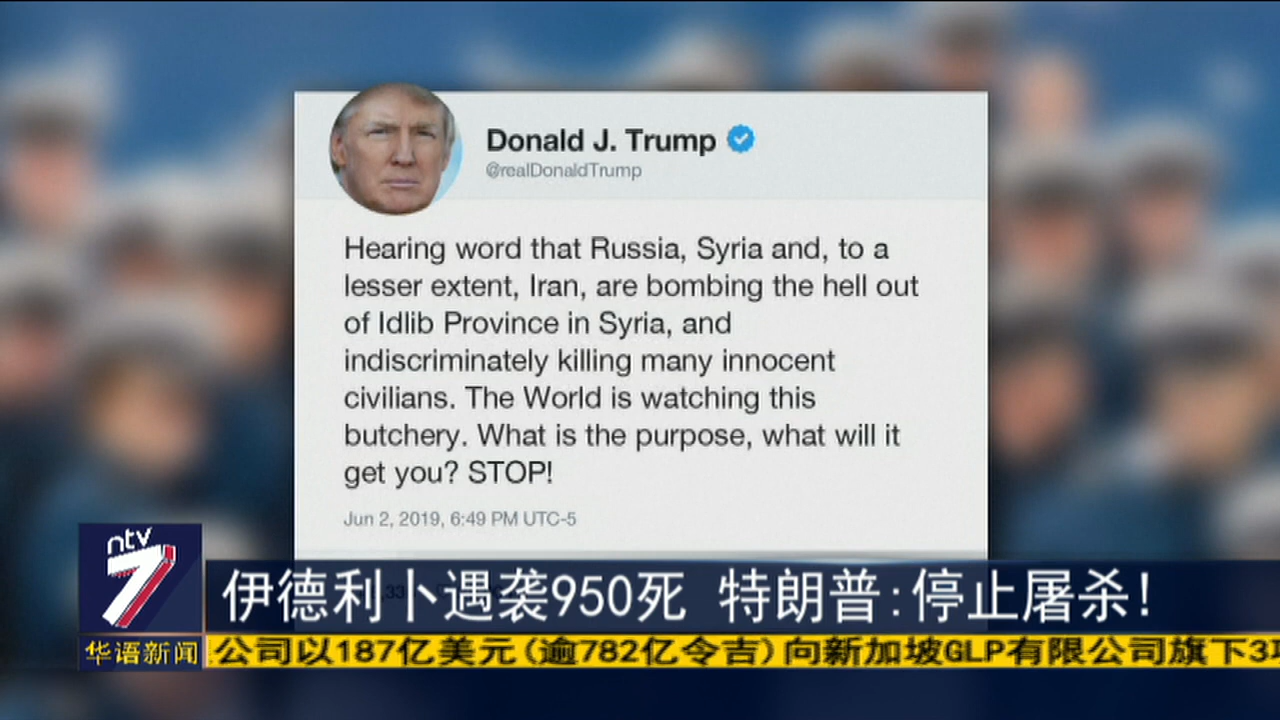 Donald J. Trump
@realDonaldTrump
Hearing word that Russia, Syria and, to a
lesser extent, Iran, are bombing the hell out
of Idlib Province in Syria, and
indiscriminately killing many innocent
civilians. The World is watching this
butchery. What is the purpose, what will it
get you? STOP!
Jun 2, 2019, 6:49 PM UTC-5
ntv
7
伊德利卜遇袭950死 特朗普:停止屠杀!
华语新闻
公司以187亿美元(逾782亿令吉)向新加坡GLP有限公司旗下3